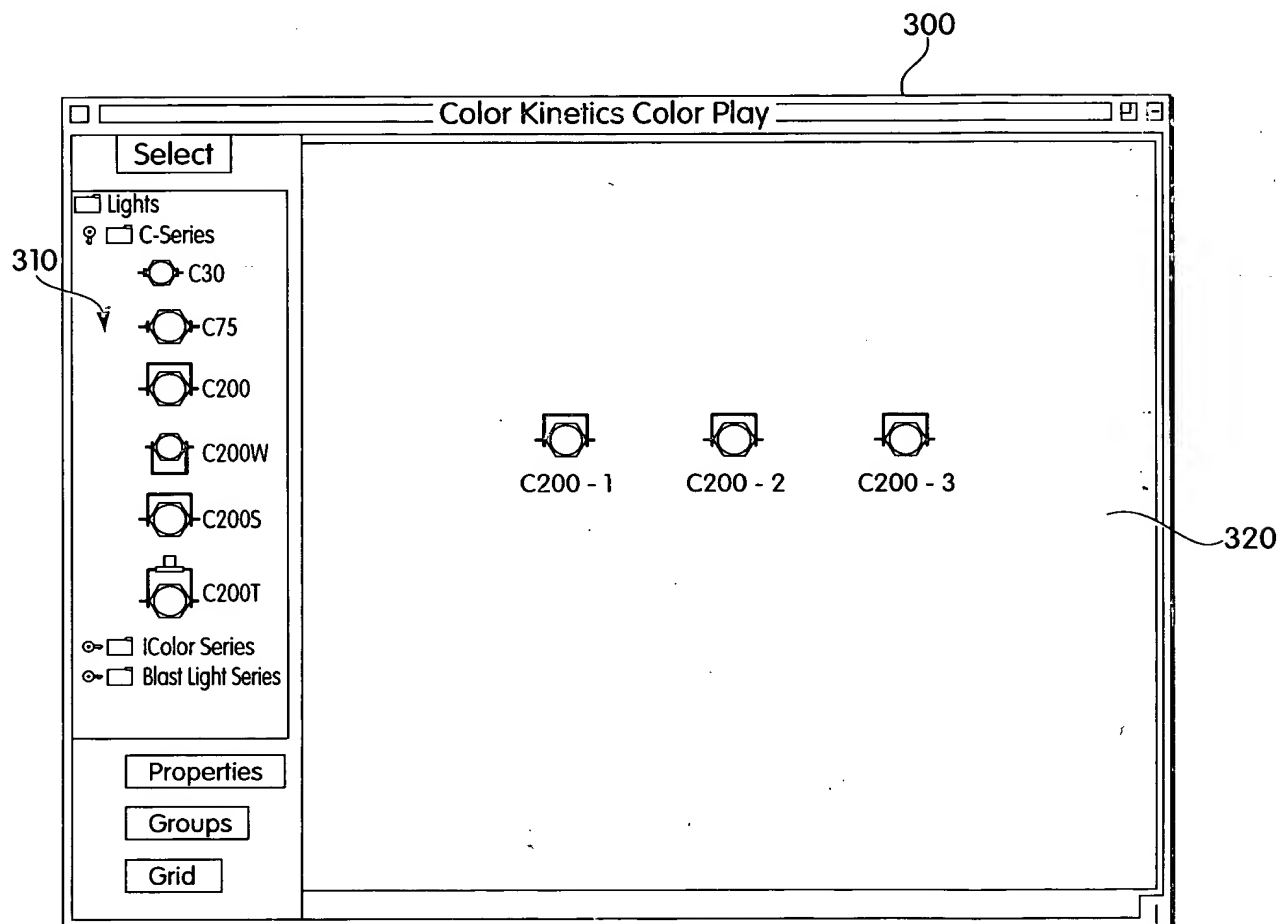 300
Color Kinetics Color Play
Select
Lights
C-Series
310
C30
C75
C200
C200W
C200S
C200T
IColor Series
Blast Light Series
C200 - 1 C200 - 2 C200 - 3
320
Properties
Groups
Grid